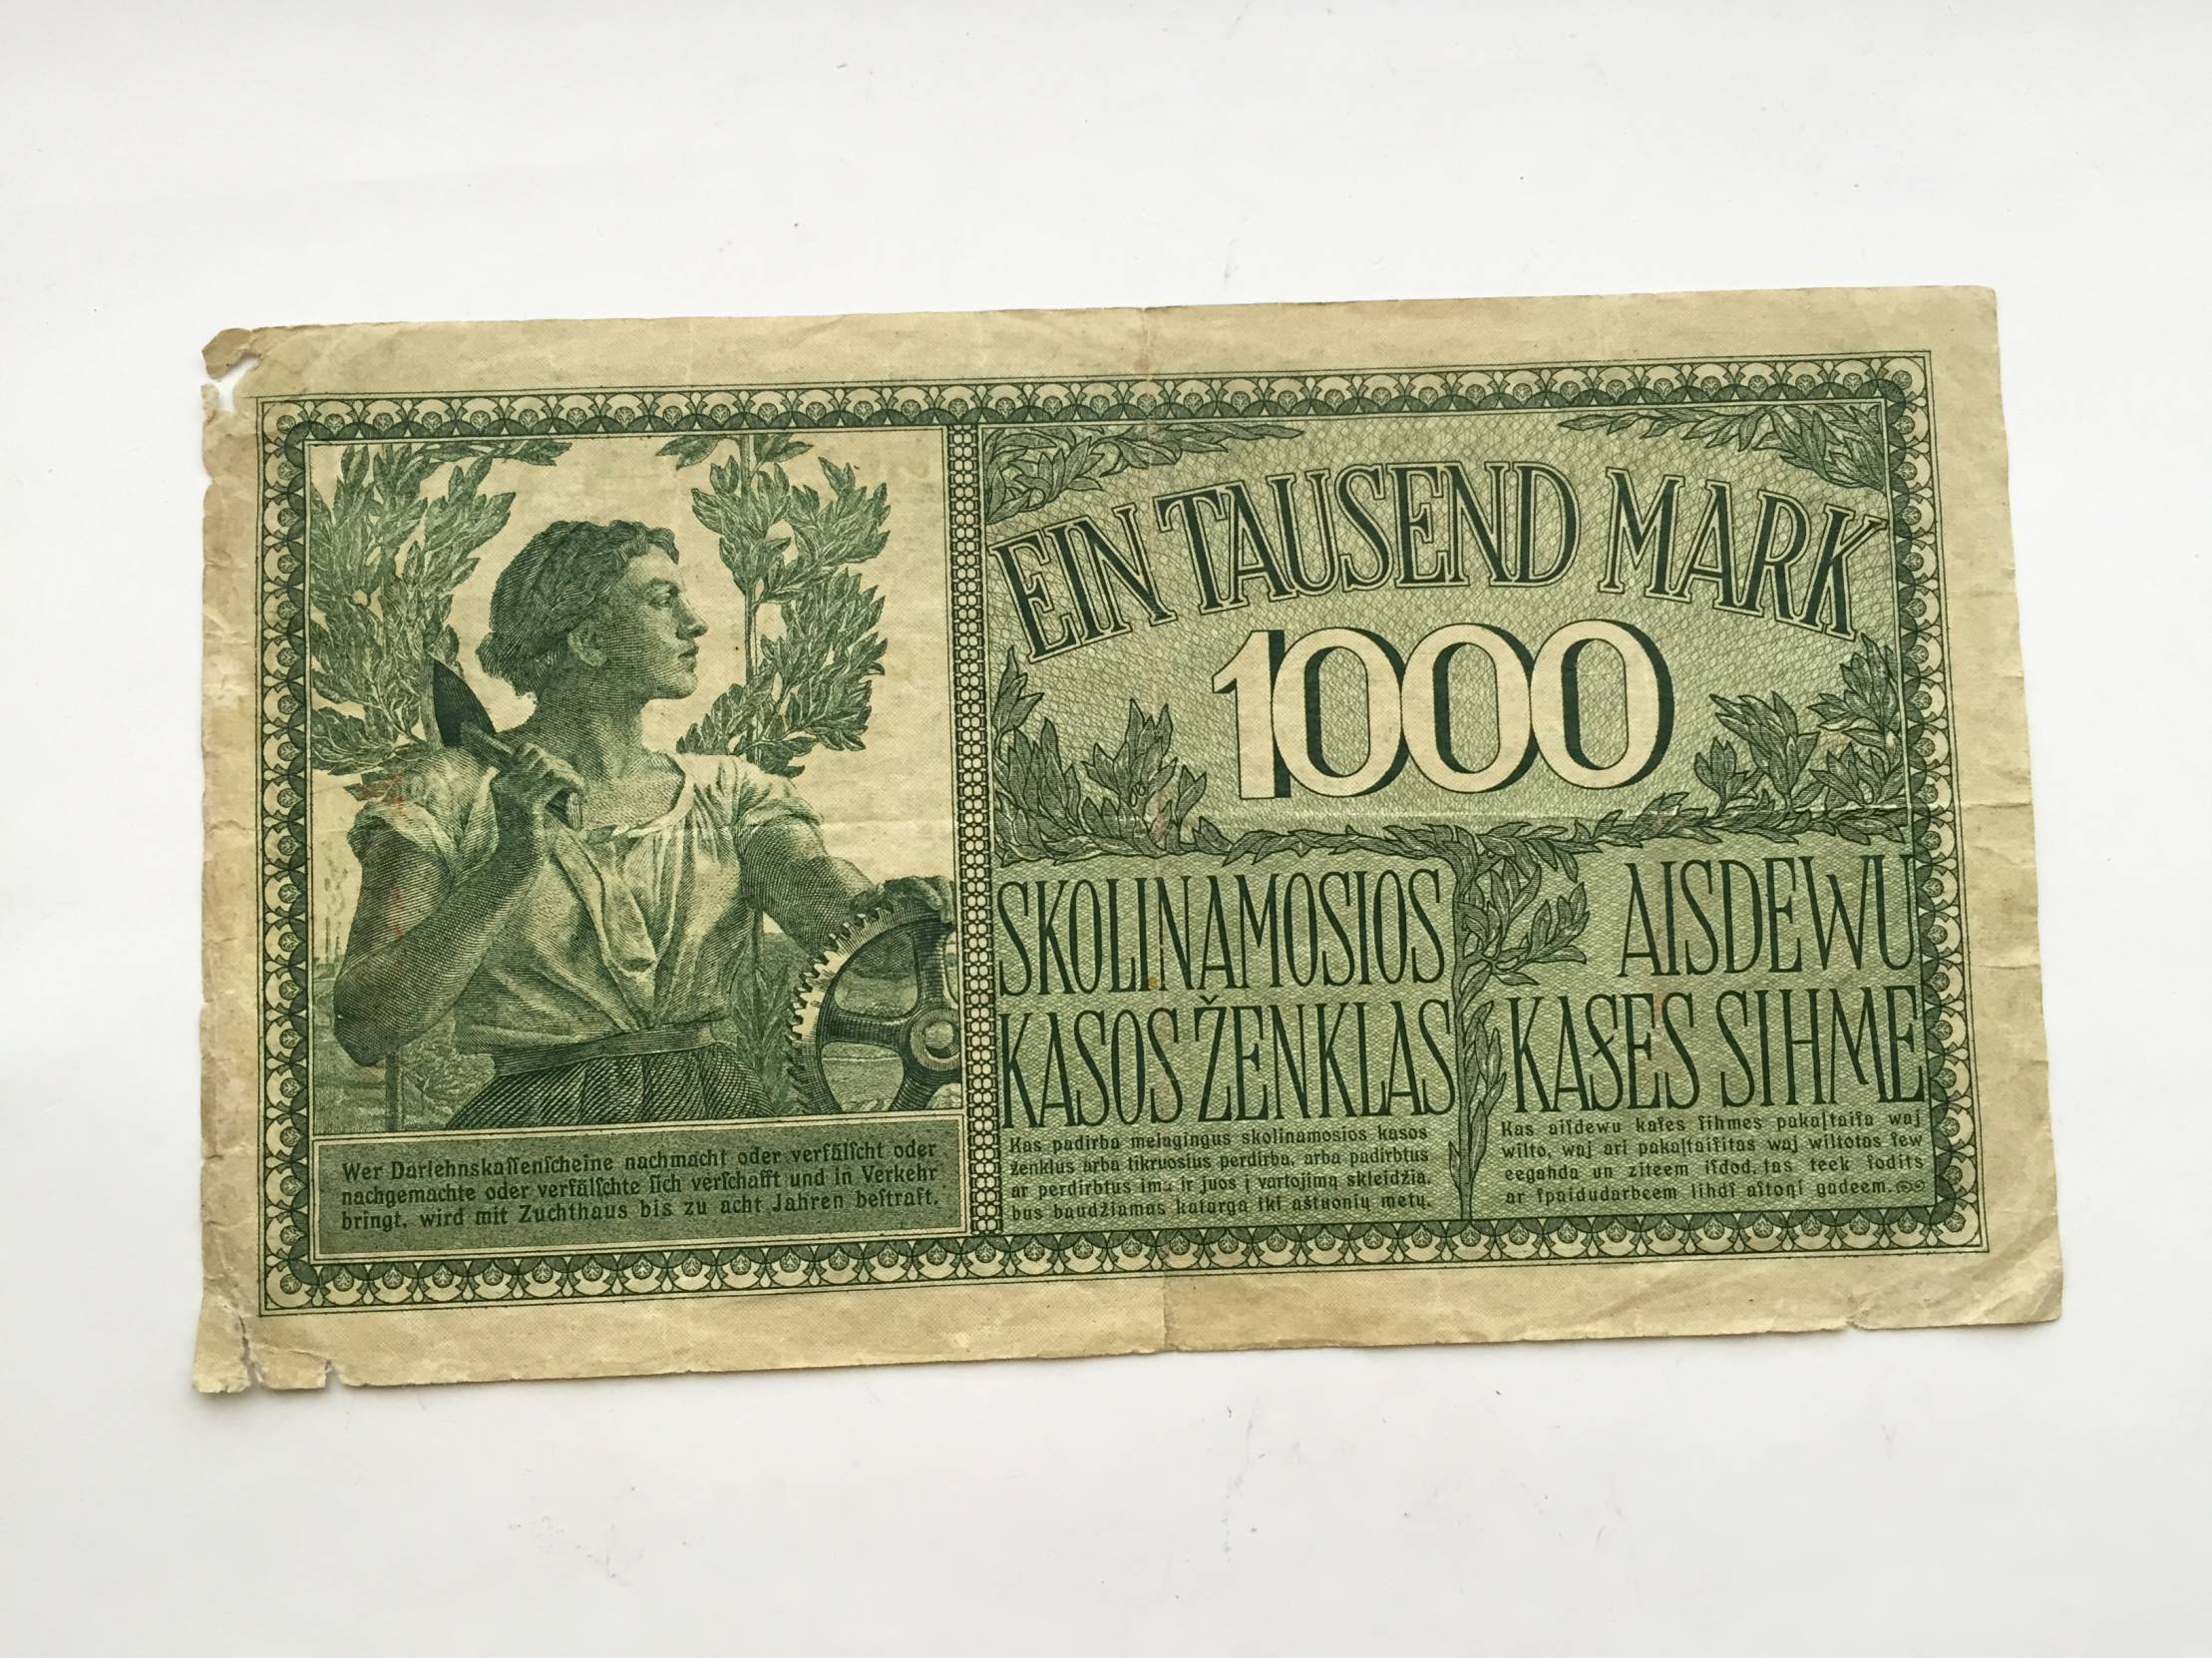 EIN TAUSEND MARK
1000
SKOLINAMOSIOS
KASOS ŽENKLAS
AISDEWU
KASES SIHME
Wer Darlehnskaſſenſcheine nachmacht oder verfälſcht oder
nachgemachte oder verfälſchte ſich verſchafft und in Verkehr
bringt, wird mit Zuchthaus bis zu acht Jahren beſtraft.
Kas padirba melagingus skolinamosios kasos
ženklus arba tikruosius perdirba, arba padirbtus
ar perdirbtus ima ir juos į vartojimą skleidžia,
bus baudžiamas katorga iki aštuonių metų.
Kas aiſdewu kaſes ſihmes pakaļtaiſa waj
wilto, waj ari pakaļtaiſitas waj wiltotas ſew
eegahda un ziteem iſdod, tas teek ſodits
ar ſpaidudarbeem lihdſ aſtoņi gadeem.